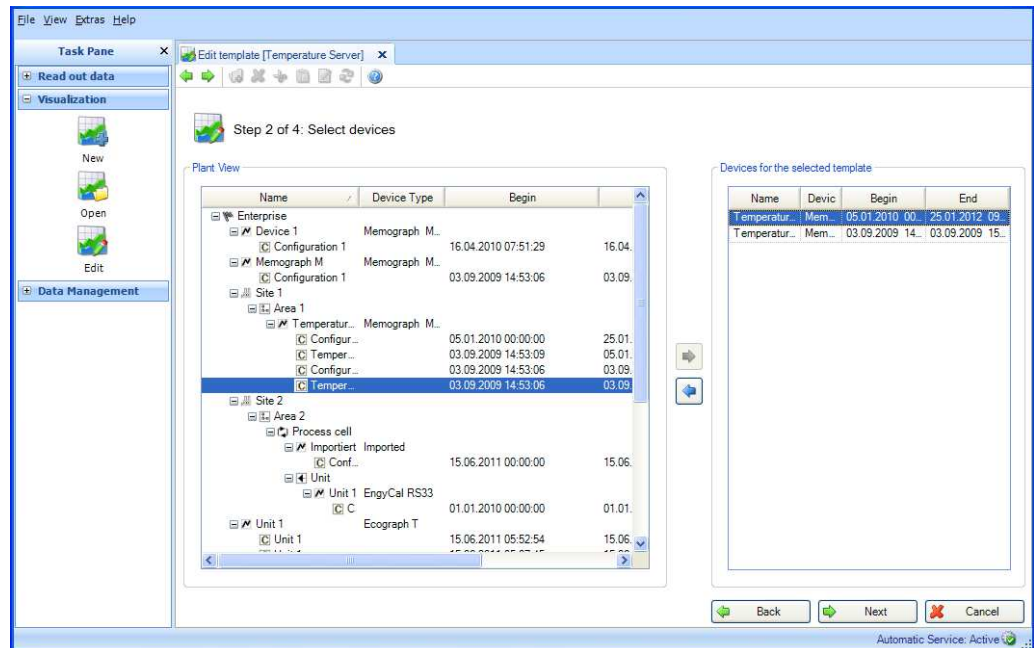 File View Extras Help
Task Pane
Read out data
Visualization
New
Open
Edit
Data Management
Edit template [Temperature Server]
Step 2 of 4: Select devices
Plant View
Name Device Type Begin
Enterprise
Device 1 Memograph M...
C Configuration 1 16.04.2010 07:51:29 16.04.
Memograph M Memograph M...
C Configuration 1 03.09.2009 14:53:06 03.09.
Site 1
Area 1
Temperatur... Memograph M...
C Configur... 05.01.2010 00:00:00 25.01.
C Temper... 03.09.2009 14:53:09 05.01.
C Configur... 03.09.2009 14:53:06 03.09.
C Temper... 03.09.2009 14:53:06 03.09.
Site 2
Area 2
Process cell
Importiert Imported
C Conf... 15.06.2011 00:00:00 15.06.
Unit
Unit 1 EngyCal RS33
C C 01.01.2010 00:00:00 01.01.
Unit 1 Ecograph T
C Unit 1 15.06.2011 05:52:54 15.06.
Devices for the selected template
Name Devic Begin End
Temperatur... Mem... 05.01.2010 00... 25.01.2012 09...
Temperatur... Mem... 03.09.2009 14... 03.09.2009 15...
Back Next Cancel
Automatic Service: Active